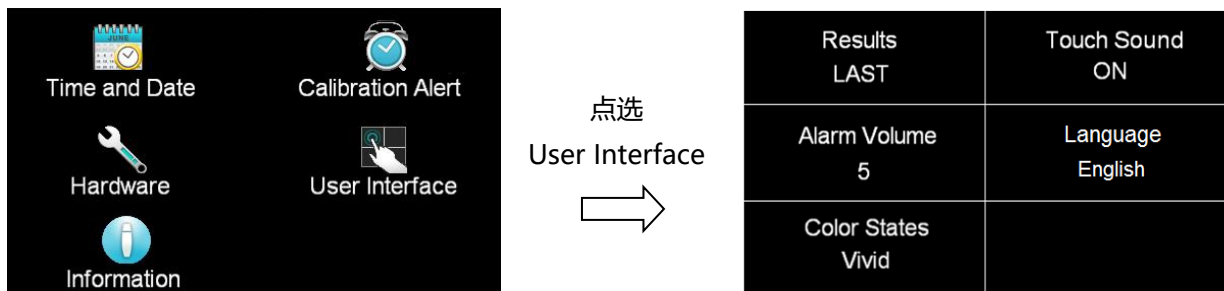 JUNE
Time and Date
Calibration Alert
Hardware
User Interface
Information
点选
User Interface
Results
LAST
Touch Sound
ON
Alarm Volume
5
Language
English
Color States
Vivid